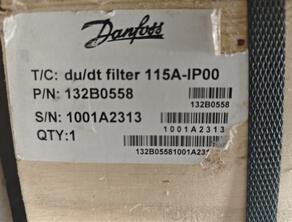 Danfoss
T/C: du/dt filter 115A-IP00
P/N: 132B0558
132B0558
S/N: 1001A2313
1001A2313
QTY:1